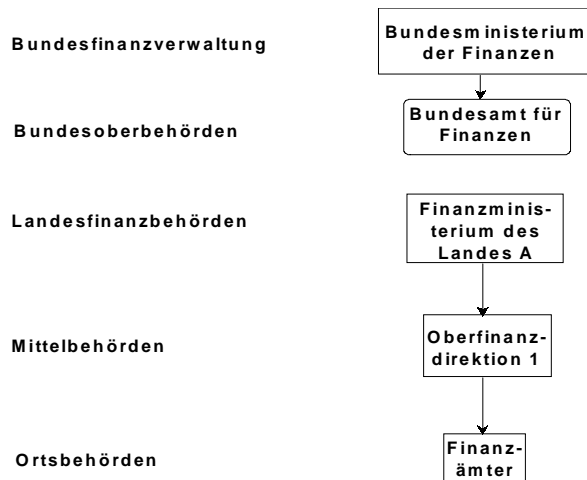 Bundesfinanzverwaltung
Bundesministerium
der Finanzen
Bundesoberbehörden
Bundesamt für
Finanzen
Landesfinanzbehörden
Finanzminis-
terium des
Landes A
Mittelbehörden
Oberfinanz-
direktion 1
Ortsbehörden
Finanz-
ämter